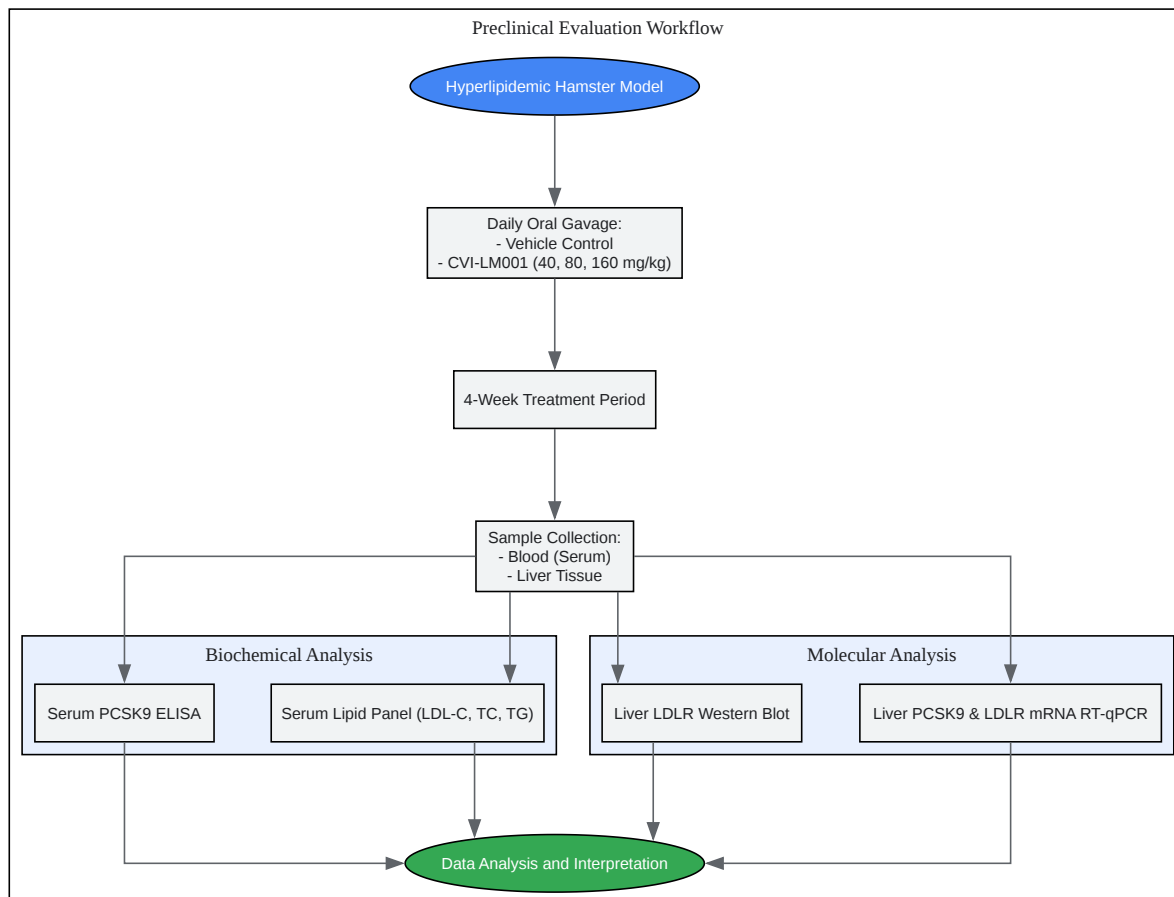 Preclinical Evaluation Workflow
Hyperlipidemic Hamster Model
Daily Oral Gavage:
- Vehicle Control
- CVI-LM001 (40, 80, 160 mg/kg)
4-Week Treatment Period
Sample Collection:
- Blood (Serum)
- Liver Tissue
Biochemical Analysis
Serum PCSK9 ELISA
Serum Lipid Panel (LDL-C, TC, TG)
Molecular Analysis
Liver LDLR Western Blot
Liver PCSK9 & LDLR mRNA RT-qPCR
Data Analysis and Interpretation